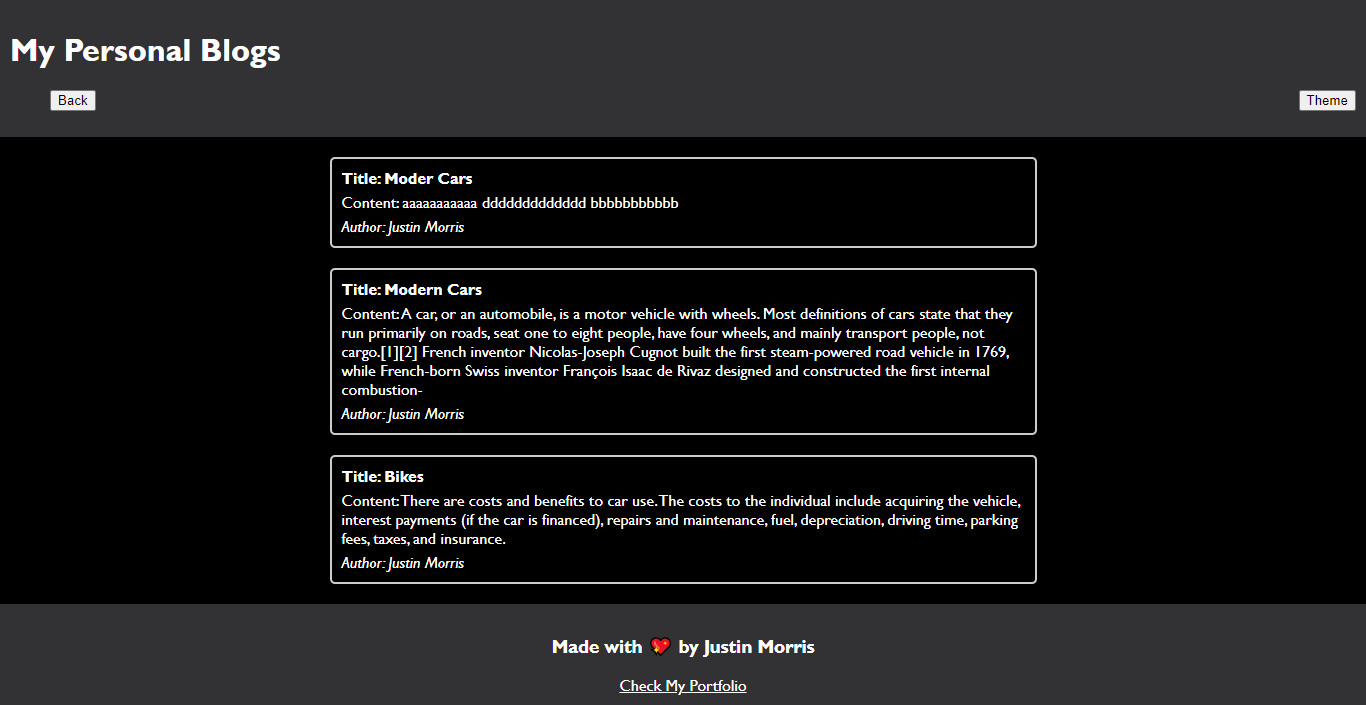 My Personal Blogs
Back
Theme
Title: Moder Cars
Content: aaaaaaaaaaa ddddddddddddd bbbbbbbbbbb
Author: Justin Morris
Title: Modern Cars
Content: A car, or an automobile, is a motor vehicle with wheels. Most definitions of cars state that they
run primarily on roads, seat one to eight people, have four wheels, and mainly transport people, not
cargo.[1][2] French inventor Nicolas-Joseph Cugnot built the first steam-powered road vehicle in 1769,
while French-born Swiss inventor François Isaac de Rivaz designed and constructed the first internal
combustion-
Author: Justin Morris
Title: Bikes
Content: There are costs and benefits to car use. The costs to the individual include acquiring the vehicle,
interest payments (if the car is financed), repairs and maintenance, fuel, depreciation, driving time, parking
fees, taxes, and insurance.
Author: Justin Morris
Made with 💖 by Justin Morris
Check My Portfolio